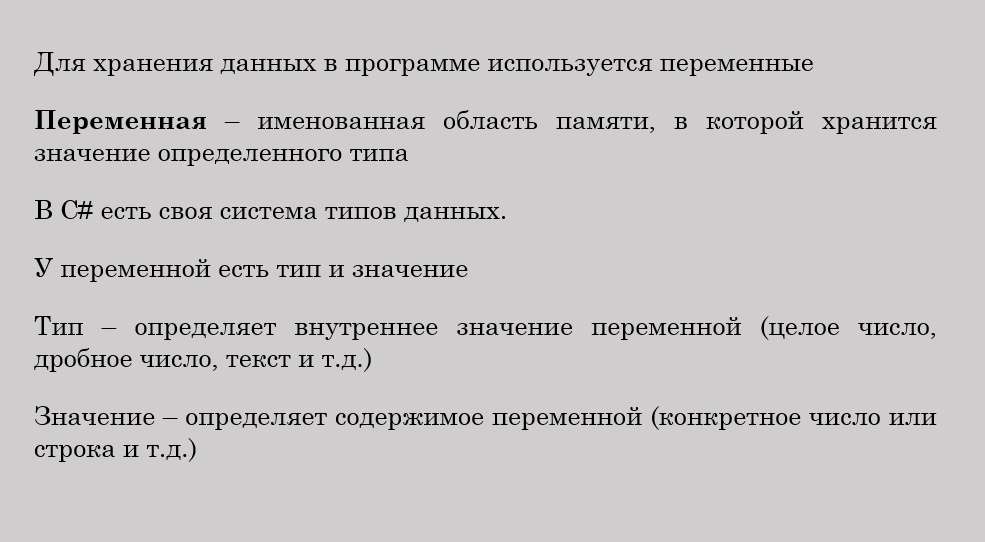 Для хранения данных в программе используется переменные
Переменная – именованная область памяти, в которой хранится
значение определенного типа
В C# есть своя система типов данных.
У переменной есть тип и значение
Тип – определяет внутреннее значение переменной (целое число,
дробное число, текст и т.д.)
Значение – определяет содержимое переменной (конкретное число или
строка и т.д.)